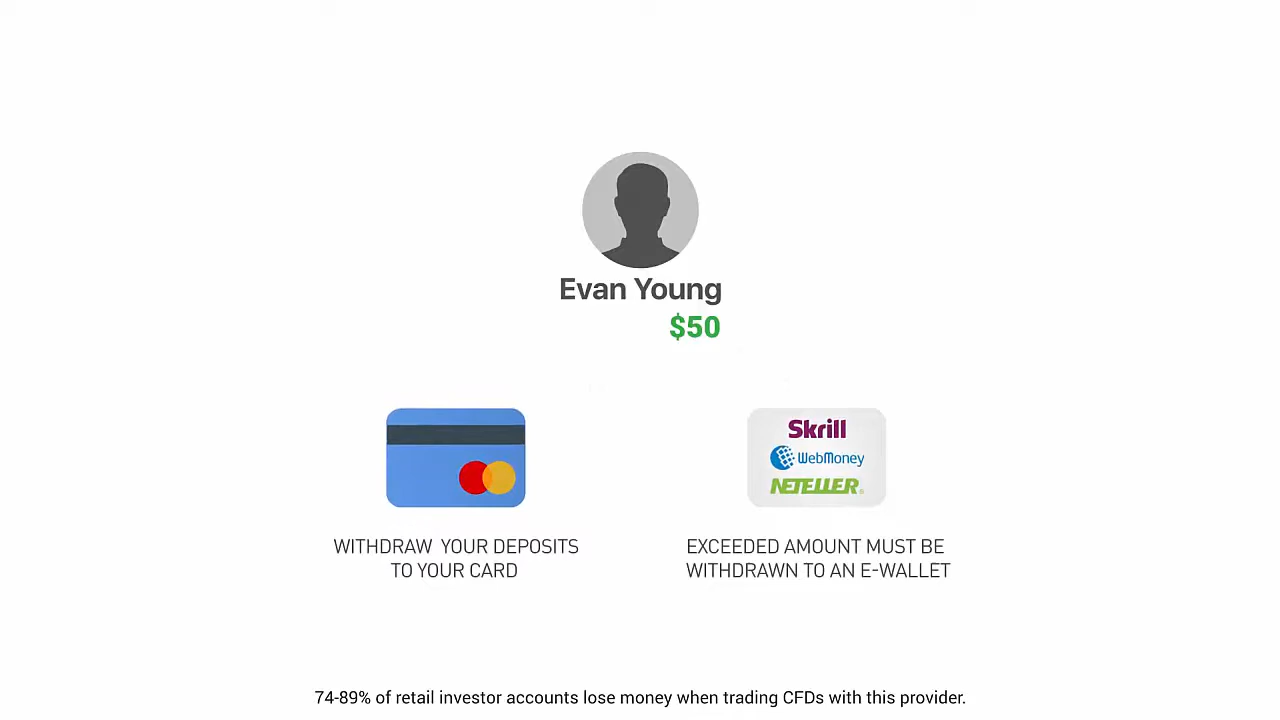 Evan Young
$50
Skrill
WebMoney
NETELLER
WITHDRAW YOUR DEPOSITS
TO YOUR CARD
EXCEEDED AMOUNT MUST BE
WITHDRAWN TO AN E-WALLET
74-89% of retail investor accounts lose money when trading CFDs with this provider.